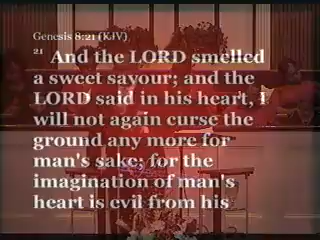 Genesis 8:21 (KJV)
21 And the LORD smelled
a sweet savour; and the
LORD said in his heart, I
will not again curse the
ground any more for
man's sake; for the
imagination of man's
heart is evil from his